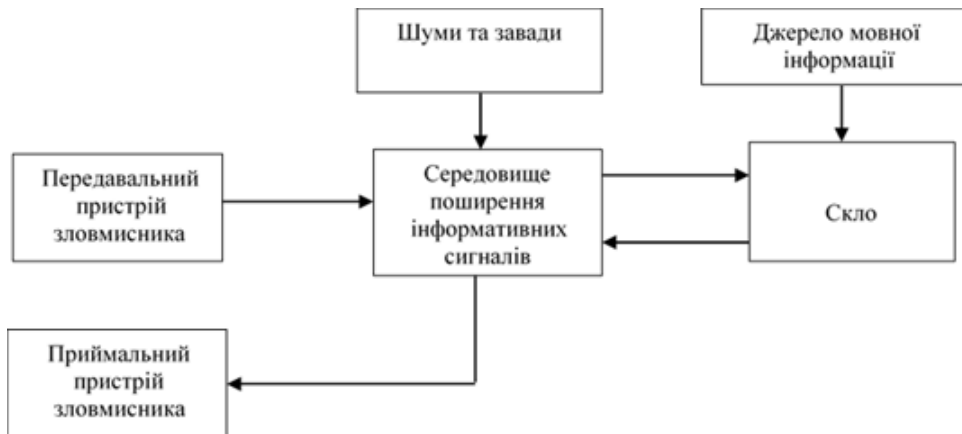 Шуми та завади
Джерело мовної
інформації
Передавальний
пристрій
зловмисника
Середовище
поширення
інформативних
сигналів
Скло
Приймальний
пристрій
зловмисника